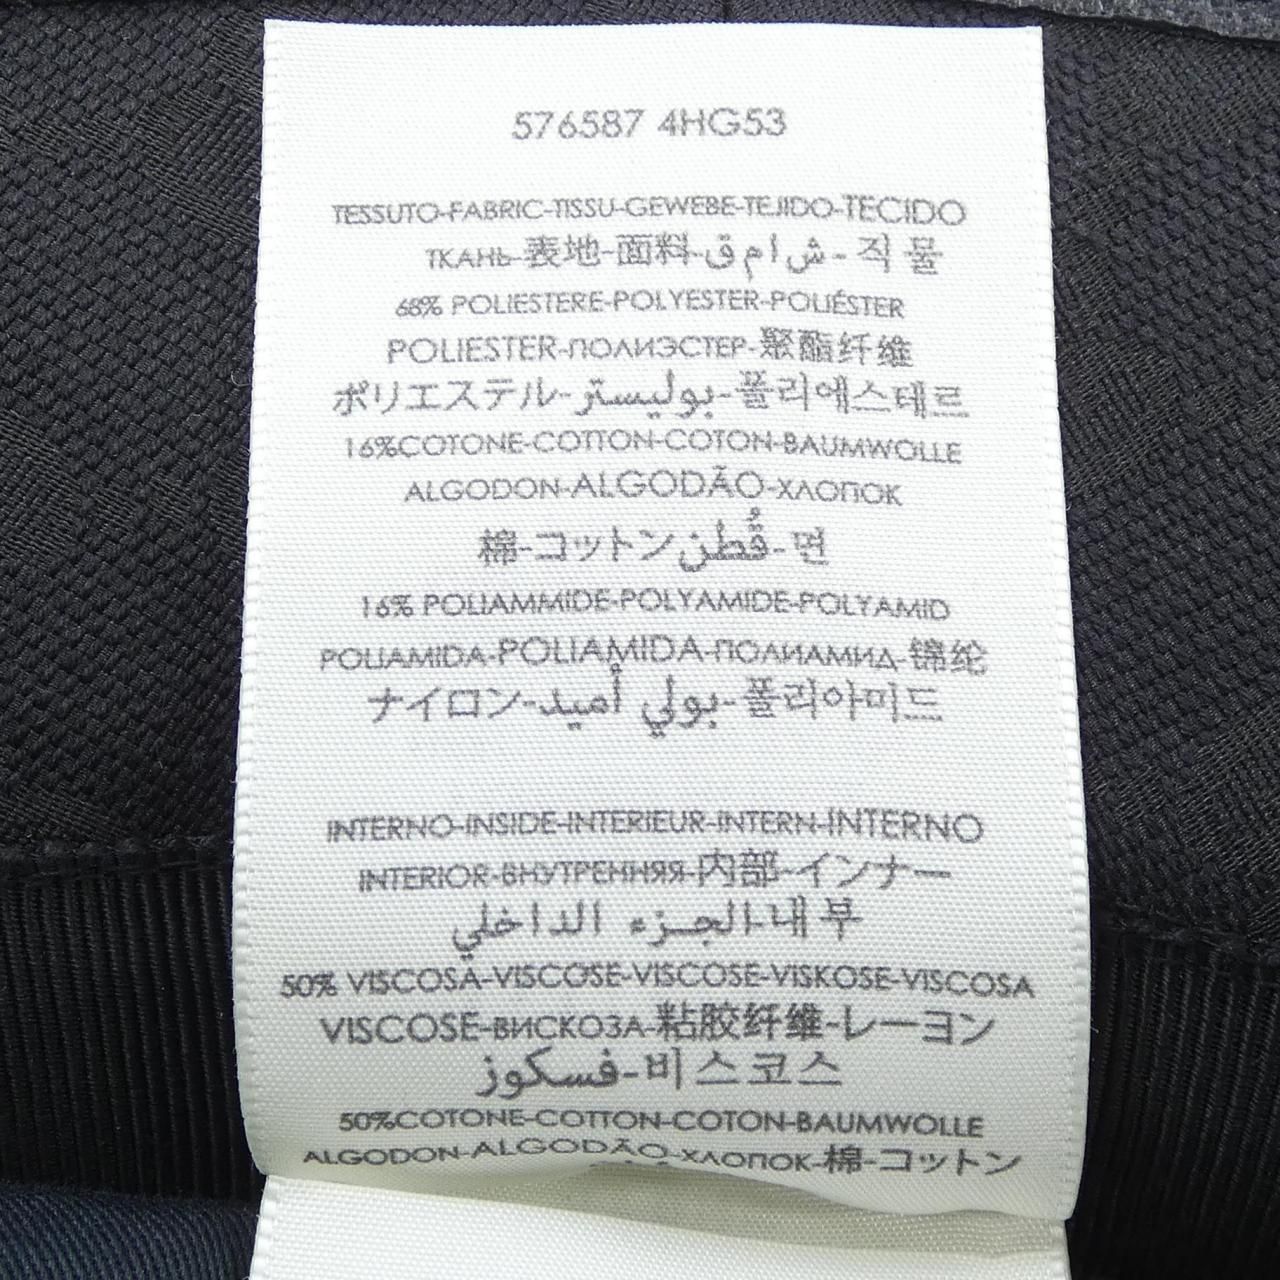 576587 4HG53
TESSUTO-FABRIC-TISSU-GEWEBE-TEJIDO-TECIDO
ТКАНЬ-表地-面料-ش ا م ق-직 물
68% POLIESTERE-POLYESTER-POLIÉSTER
POLIESTER-ПОЛИЭСТЕР-聚酯纤维
ポリエステル-بوليستر-폴리에스테르
16%COTONE-COTTON-COTON-BAUMWOLLE
ALGODON-ALGODÃO-ХЛОПОК
棉-コットン-قُطن-면
16% POLIAMMIDE-POLYAMIDE-POLYAMID
POLIAMIDA-POLIAMIDA-ПОЛИАМИД-锦纶
ナイロン-بولي أميد-폴리아미드
INTERNO-INSIDE-INTERIEUR-INTERN-INTERNO
INTERIOR-ВНУТРЕННЯЯ-内部-インナー
الجزء الداخلي-내부
50% VISCOSA-VISCOSE-VISCOSE-VISKOSE-VISCOSA
VISCOSE-ВИСКОЗА-粘胶纤维-レーヨン
فسكوز-비스코스
50%COTONE-COTTON-COTON-BAUMWOLLE
ALGODON-ALGODÃO-ХЛОПОК-棉-コットン